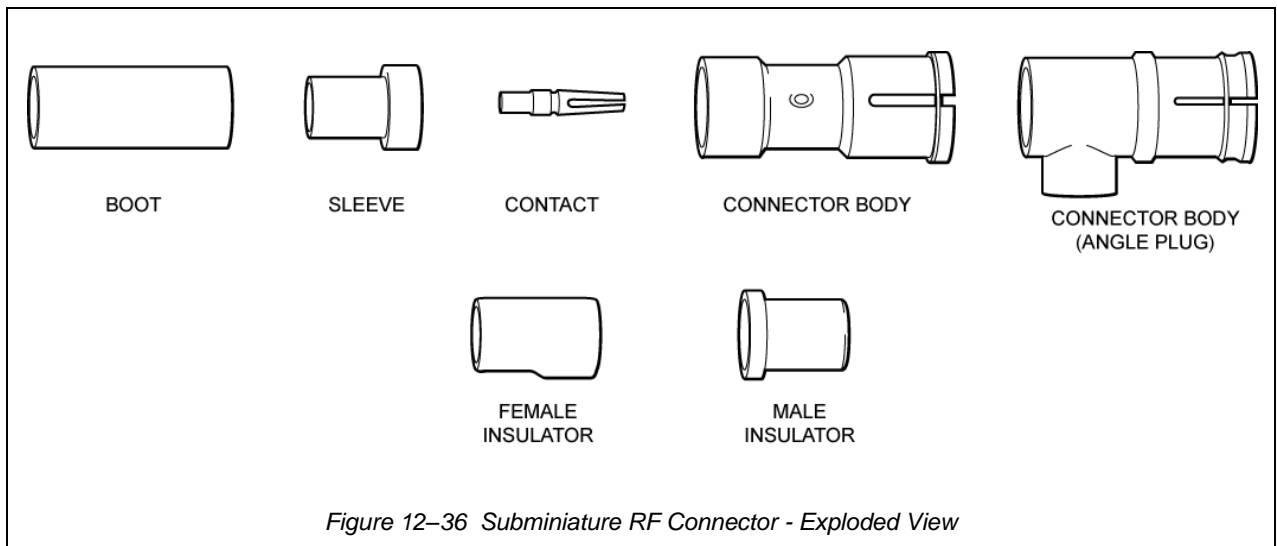 BOOT
SLEEVE
CONTACT
CONNECTOR BODY
CONNECTOR BODY
(ANGLE PLUG)
FEMALE
INSULATOR
MALE
INSULATOR
Figure 12–36 Subminiature RF Connector - Exploded View